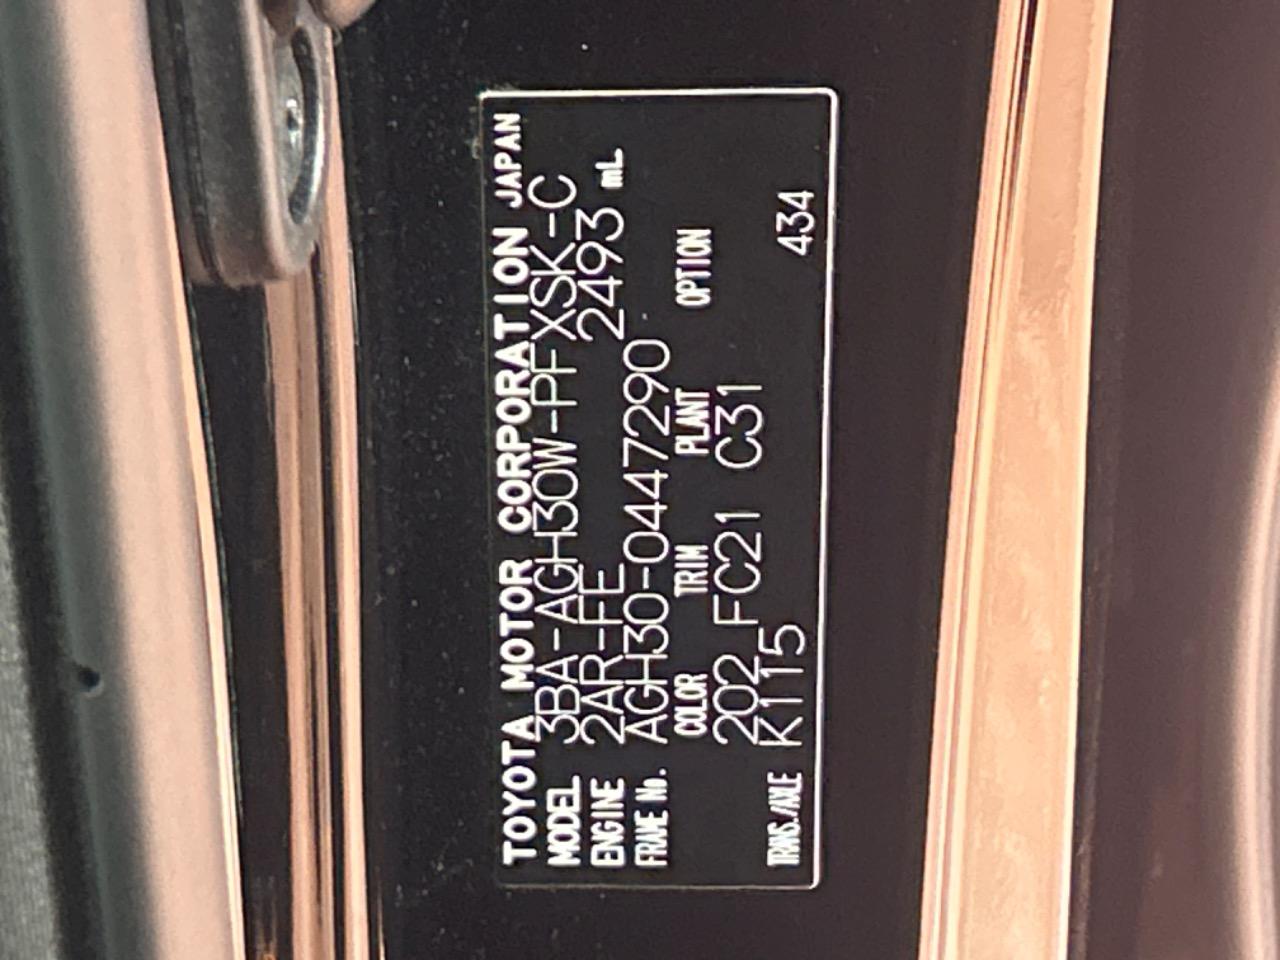 TOYOTA MOTOR CORPORATION JAPAN
MODEL 3BA-AGH30W-PFXSK-C
ENGINE 2AR-FE 2493 mL
FRAME No. AGH30-0447290
COLOR TRIM PLANT OPTION
202 FC21 C31
TRANS./AXLE K115 434